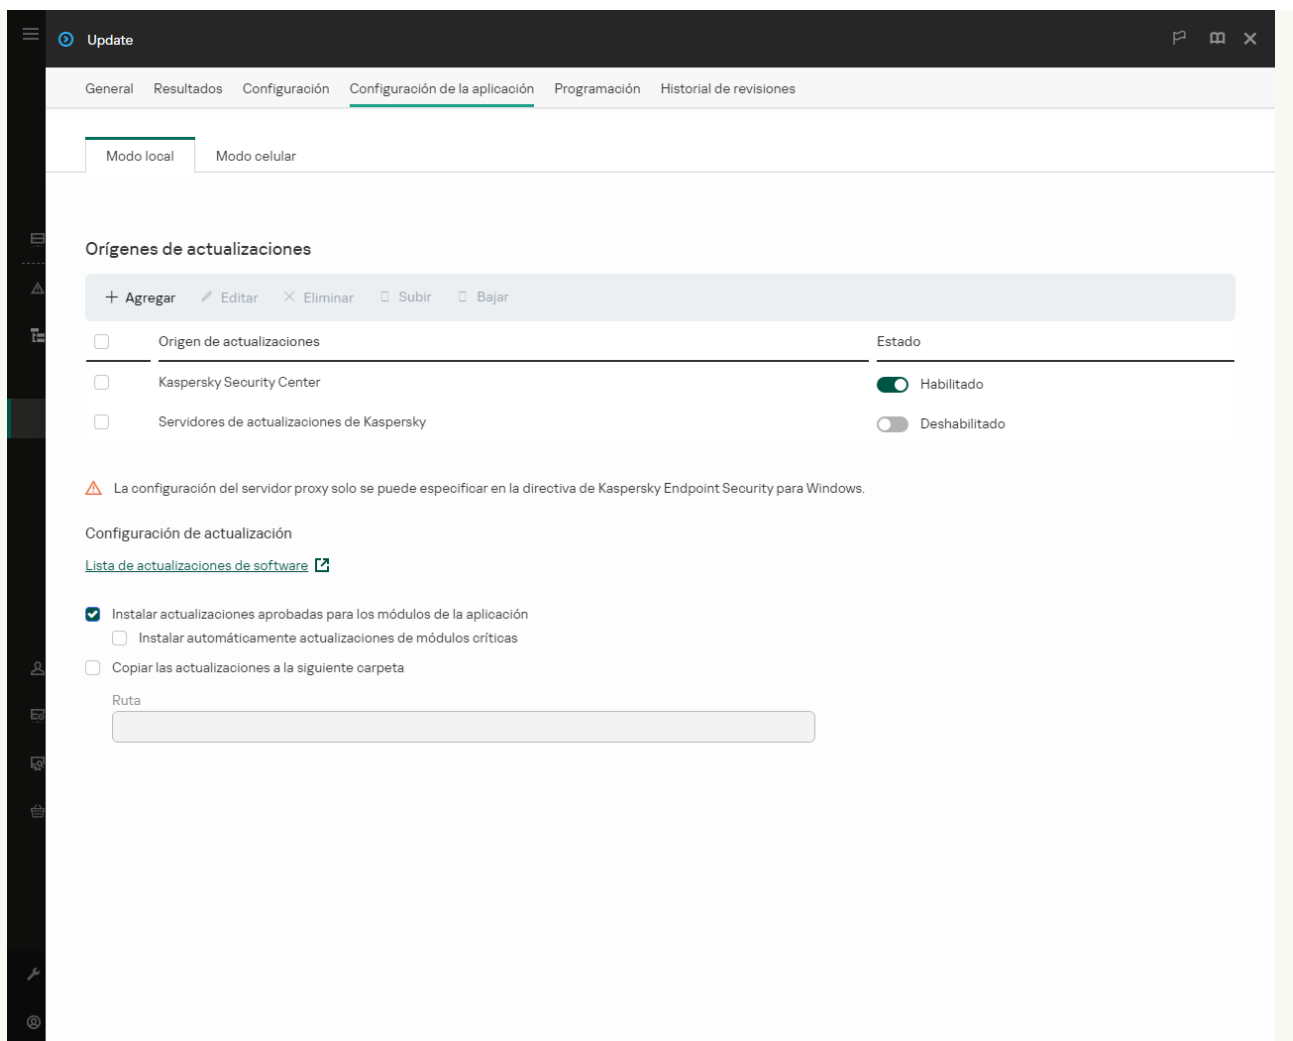 Update
General Resultados Configuración Configuración de la aplicación Programación Historial de revisiones
Modo local Modo celular
Orígenes de actualizaciones
Agregar Editar Eliminar Subir Bajar
Origen de actualizaciones Estado
Kaspersky Security Center Habilitado
Servidores de actualizaciones de Kaspersky Deshabilitado
La configuración del servidor proxy solo se puede especificar en la directiva de Kaspersky Endpoint Security para Windows.
Configuración de actualización
Lista de actualizaciones de software
Instalar actualizaciones aprobadas para los módulos de la aplicación
Instalar automáticamente actualizaciones de módulos críticas
Copiar las actualizaciones a la siguiente carpeta
Ruta